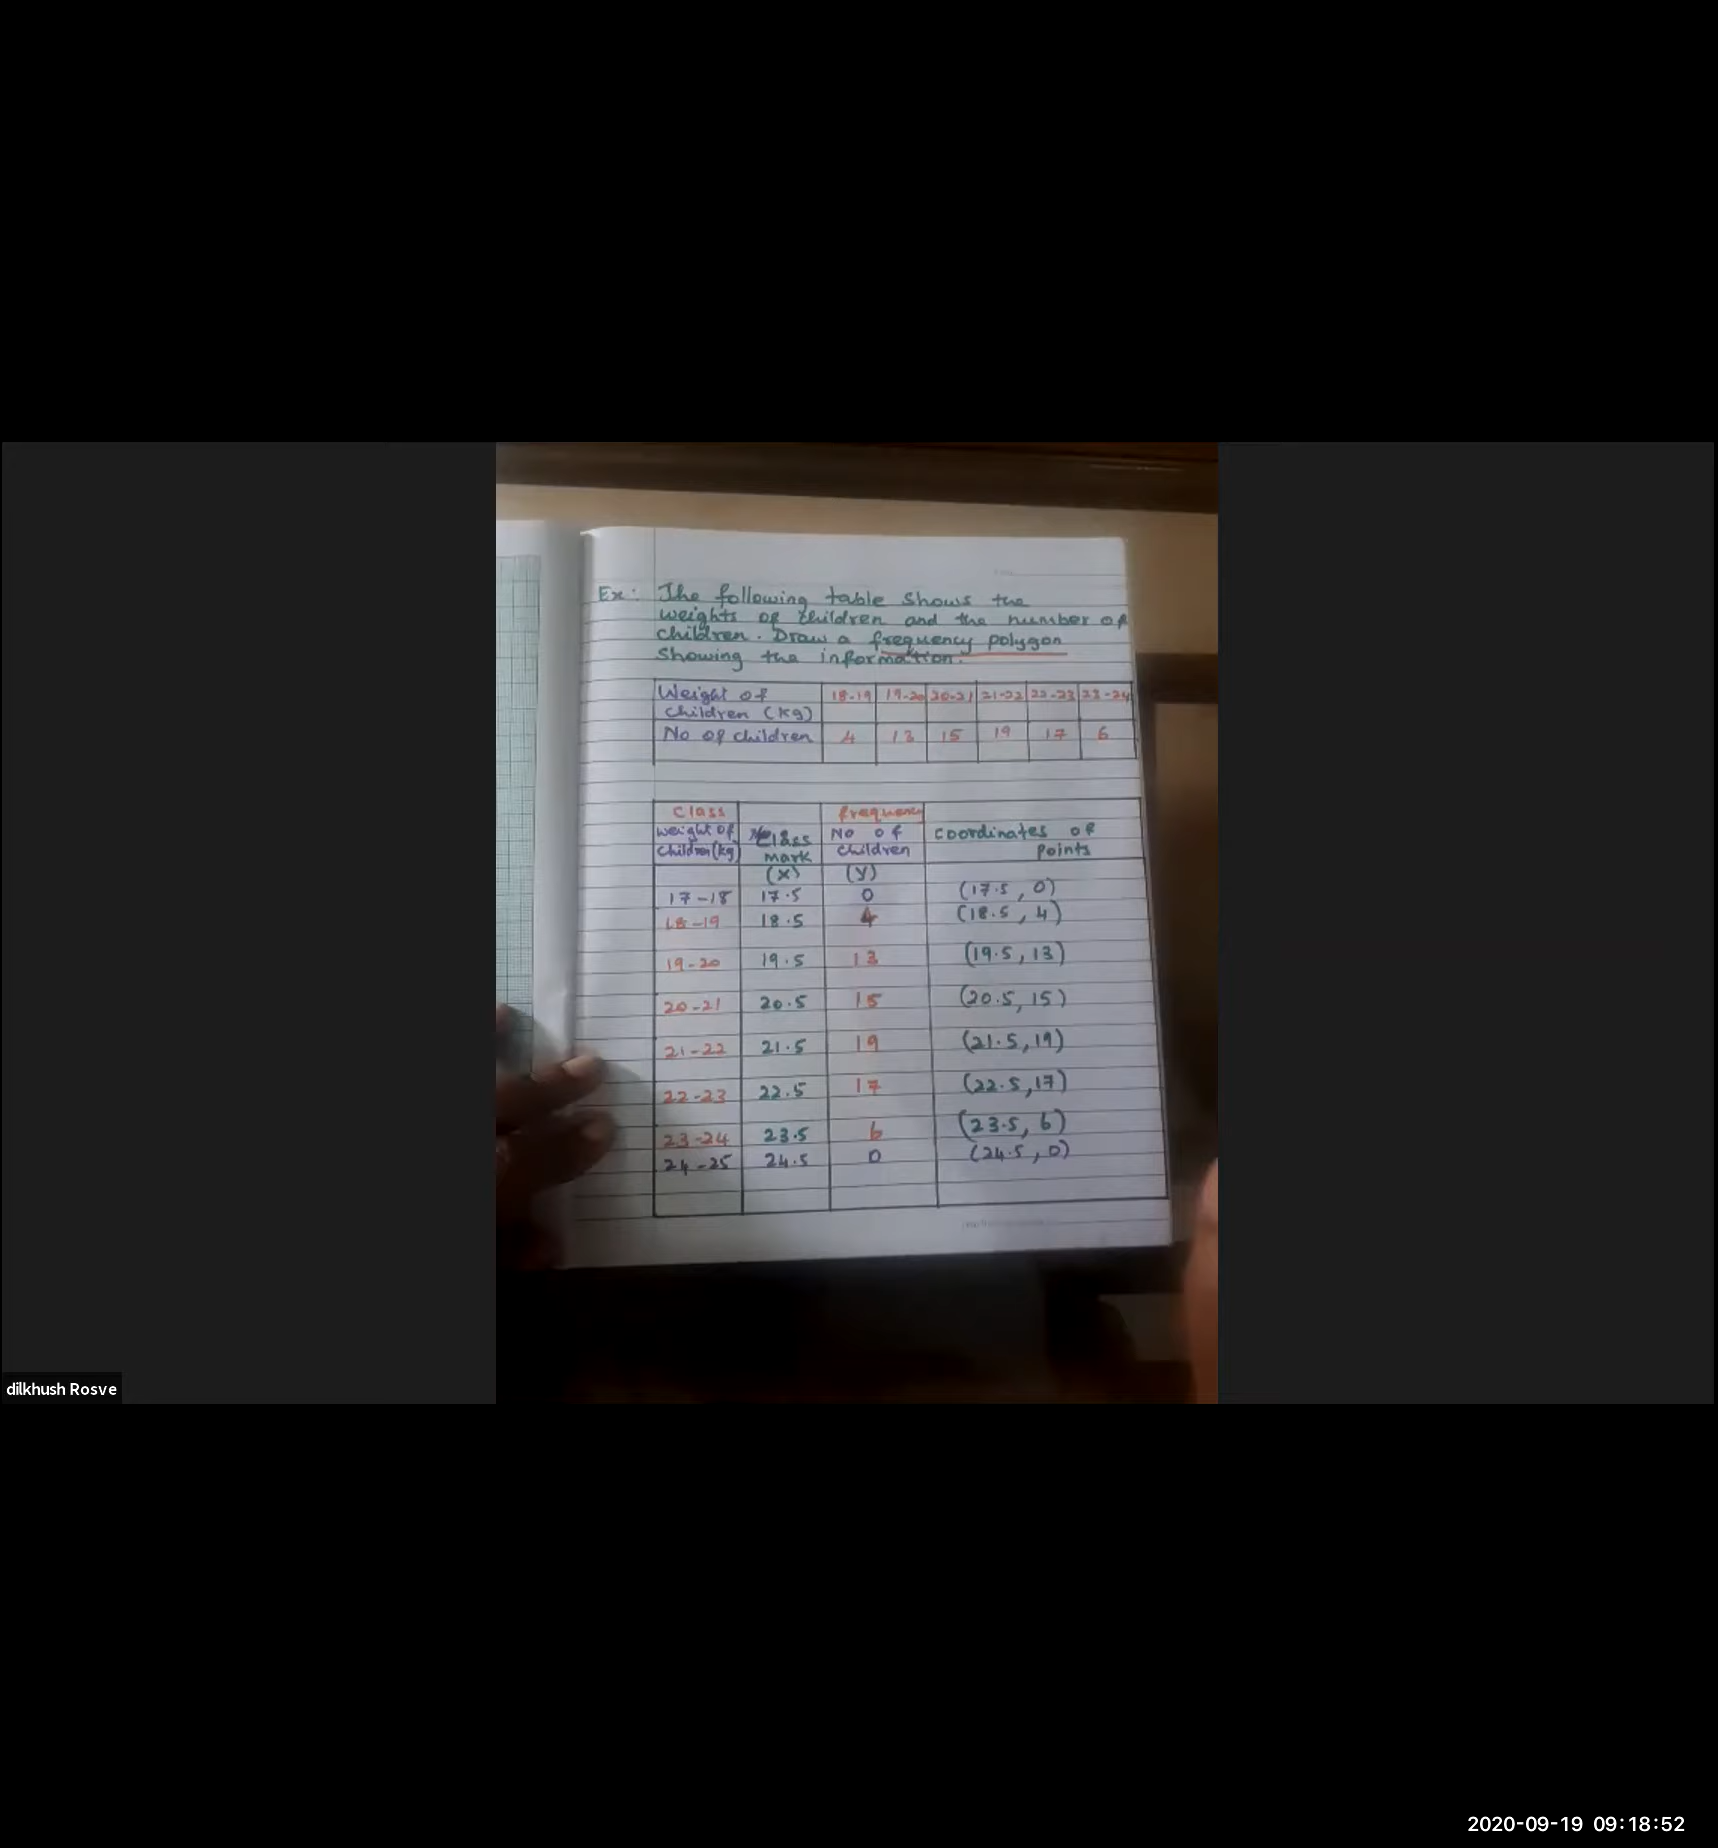 Ex: The following table shows the
weights of children and the number of
children. Draw a frequency polygon
Showing the information.
Weight of children (kg) 18-19 19-20 20-21 21-22 22-23 23-24
No of children 4 13 15 19 17 6
Class weight of children (kg) Class mark (x) frequency No of children (y) Coordinates of points
17-18 17.5 0 (17.5, 0)
18-19 18.5 4 (18.5, 4)
19-20 19.5 13 (19.5, 13)
20-21 20.5 15 (20.5, 15)
21-22 21.5 19 (21.5, 19)
22-23 22.5 17 (22.5, 17)
23-24 23.5 6 (23.5, 6)
24-25 24.5 0 (24.5, 0)
dilkhush Rosve
2020-09-19 09:18:52